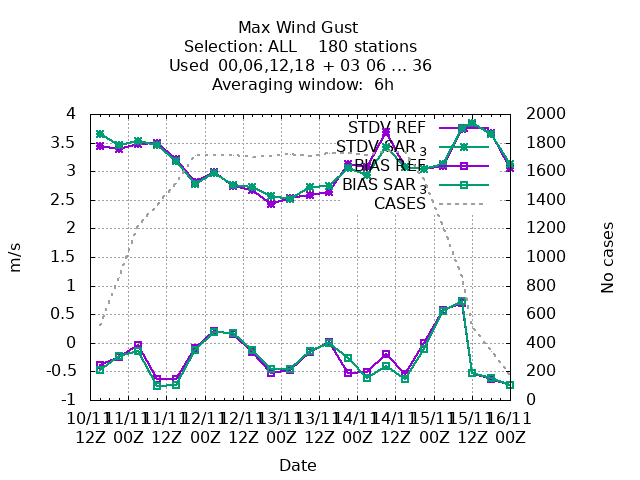 Max Wind Gust
Selection: ALL    180 stations
Used  00,06,12,18 + 03 06 ... 36
Averaging window:  6h
4
3.5
3
2.5
2
1.5
1
0.5
0
-0.5
-1
m/s
STDV REF
STDV SAR 3
BIAS REF
BIAS SAR 3
CASES
2000
1800
1600
1400
1200
1000
800
600
400
200
0
No cases
10/11 11/11 11/11 12/11 12/11 13/11 13/11 14/11 14/11 15/11 15/11 16/11
12Z 00Z 12Z 00Z 12Z 00Z 12Z 00Z 12Z 00Z 12Z 00Z
Date